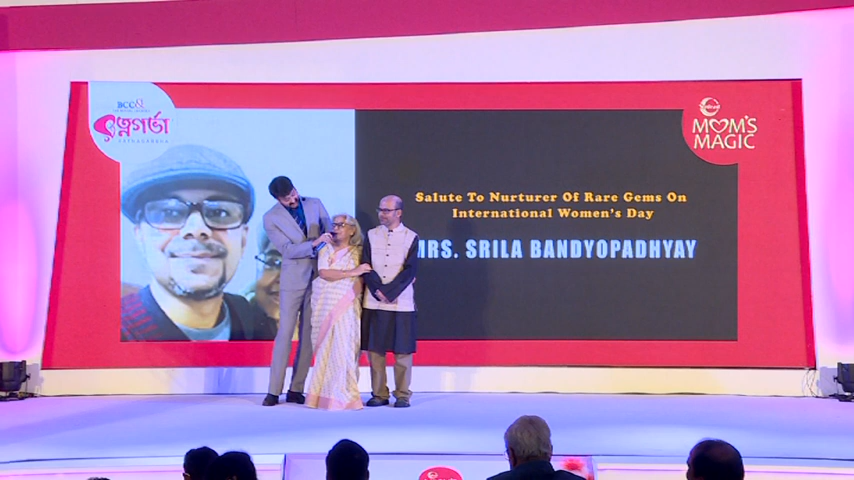 BCC&
রত্নগর্ভা
RATNAGARBHA
MOM'S
MAGIC
Salute To Nurturer Of Rare Gems On
International Women's Day
MRS. SRILA BANDYOPADHYAY